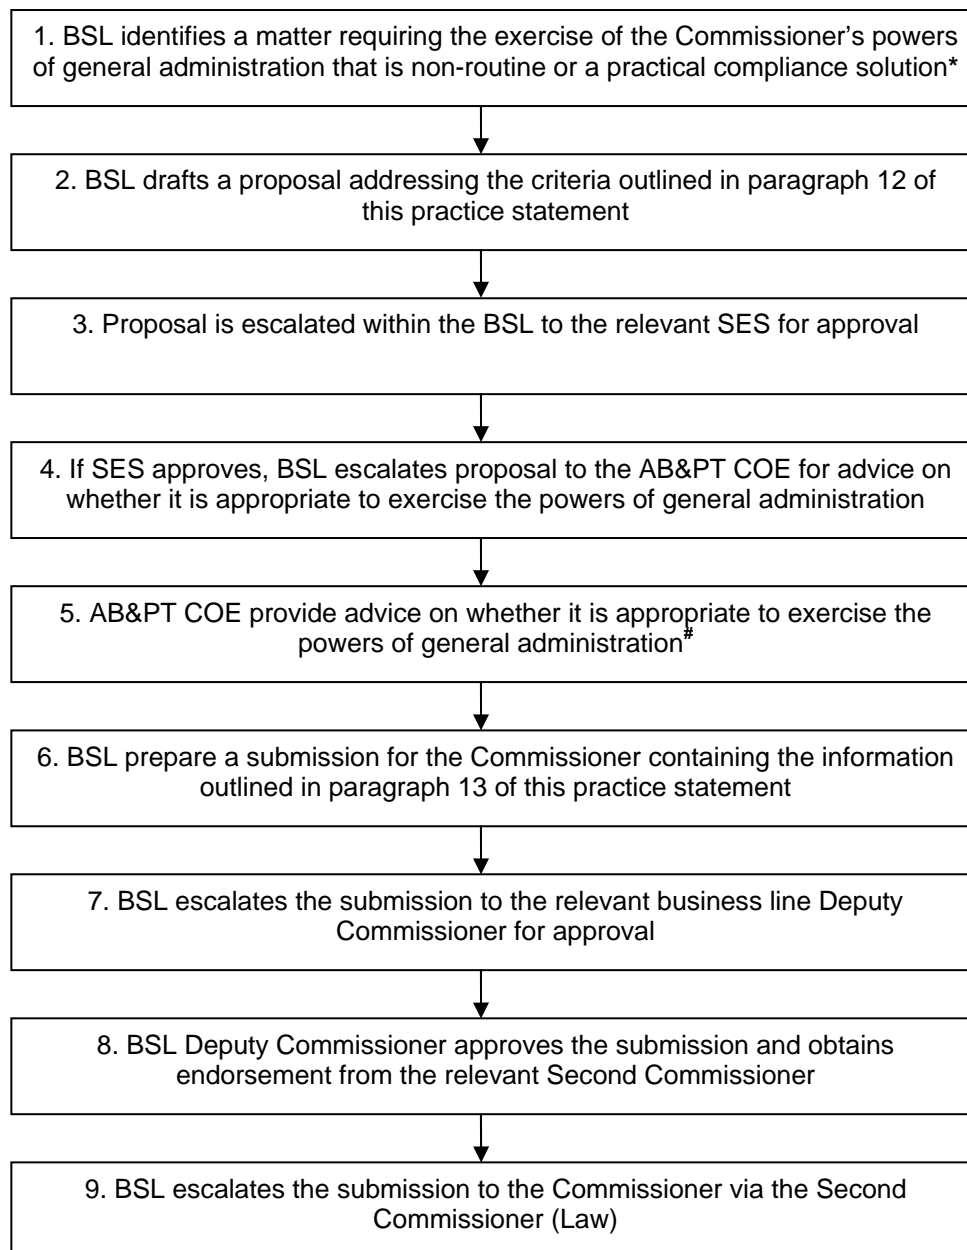 1. BSL identifies a matter requiring the exercise of the Commissioner’s powers
of general administration that is non-routine or a practical compliance solution*
2. BSL drafts a proposal addressing the criteria outlined in paragraph 12 of
this practice statement
3. Proposal is escalated within the BSL to the relevant SES for approval
4. If SES approves, BSL escalates proposal to the AB&PT COE for advice on
whether it is appropriate to exercise the powers of general administration
5. AB&PT COE provide advice on whether it is appropriate to exercise the
powers of general administration#
6. BSL prepare a submission for the Commissioner containing the information
outlined in paragraph 13 of this practice statement
7. BSL escalates the submission to the relevant business line Deputy
Commissioner for approval
8. BSL Deputy Commissioner approves the submission and obtains
endorsement from the relevant Second Commissioner
9. BSL escalates the submission to the Commissioner via the Second
Commissioner (Law)